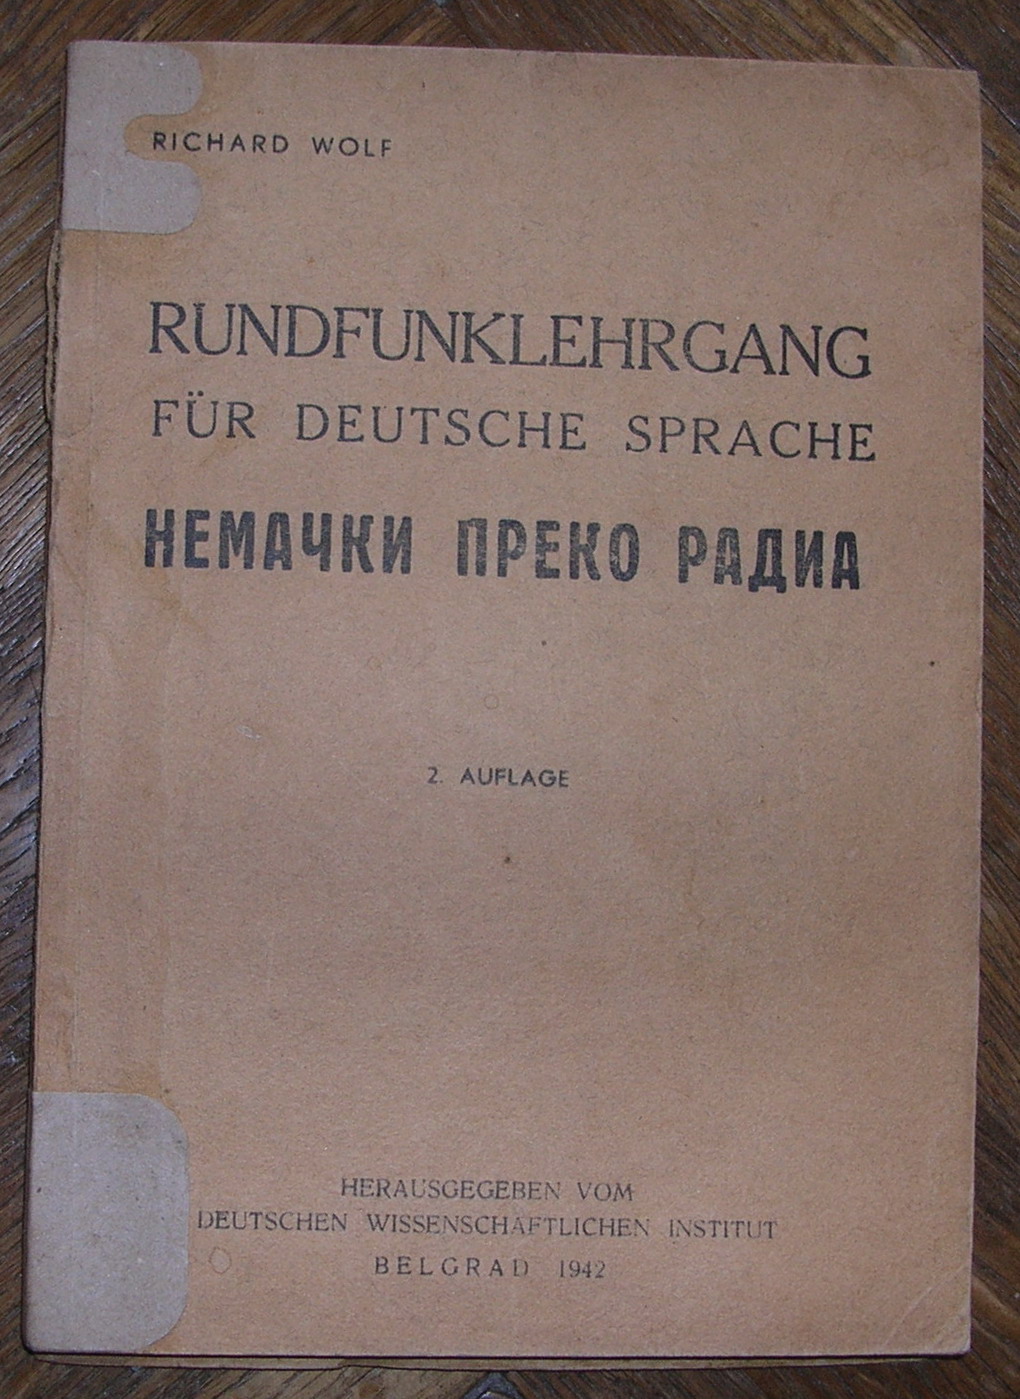 RICHARD WOLF
RUNDFUNKLEHRGANG
FÜR DEUTSCHE SPRACHE
НЕМАЧКИ ПРЕКО РАДИА
2. AUFLAGE
HERAUSGEGEBEN VOM
DEUTSCHEN WISSENSCHAFTLICHEN INSTITUT
BELGRAD 1942